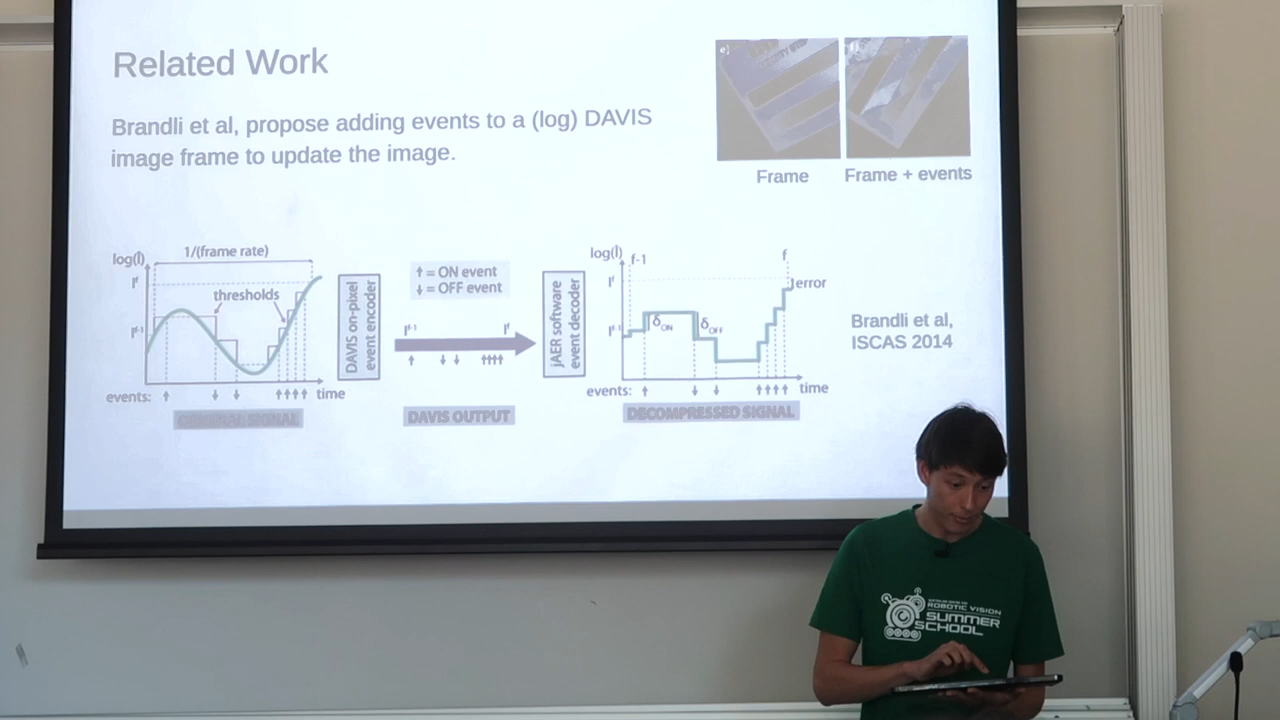 Related Work
Brandli et al, propose adding events to a (log) DAVIS
image frame to update the image.
e)
Frame
Frame + events
log(I)
1/(frame rate)
thresholds
events:
time
ORIGINAL SIGNAL
DAVIS on-pixel
event encoder
↑ = ON event
↓ = OFF event
DAVIS OUTPUT
jAER software
event decoder
log(I)
f-1
f
error
δON
δOFF
events:
time
DECOMPRESSED SIGNAL
Brandli et al,
ISCAS 2014
ROBOTIC VISION
SUMMER
SCHOOL